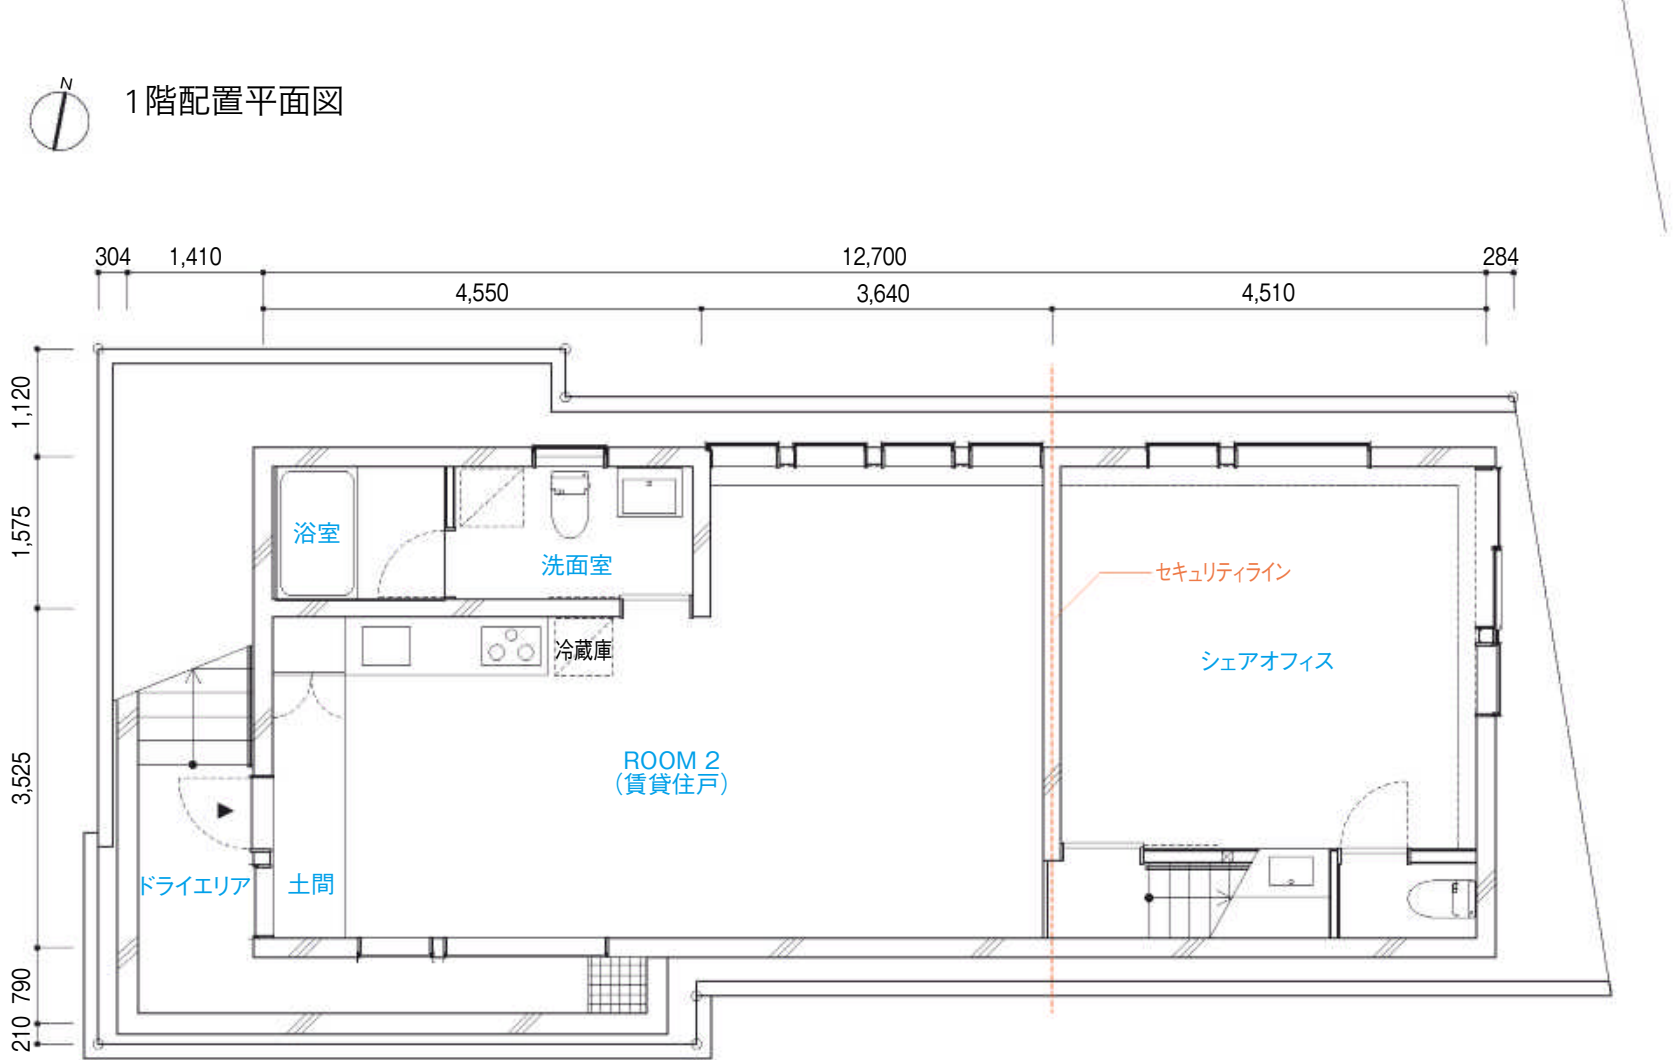 N
1階配置平面図
304
1,410
12,700
284
4,550
3,640
4,510
1,120
1,575
3,525
790
210
浴室
洗面室
冷蔵庫
セキュリティライン
シェアオフィス
ROOM 2
（賃貸住戸）
ドライエリア
土間